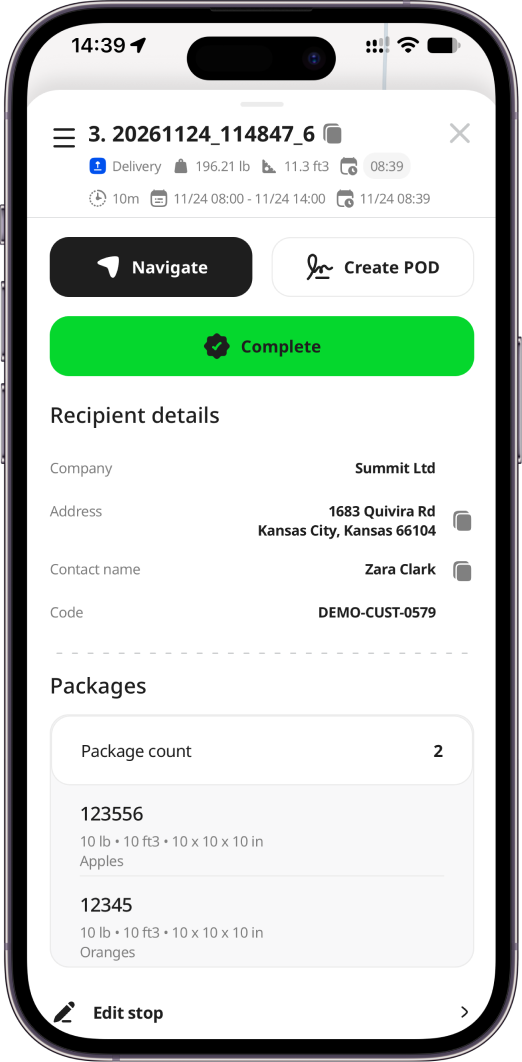 14:39
3. 20261124_114847_6
Delivery 196.21 lb 11.3 ft3 08:39
10m 11/24 08:00 - 11/24 14:00 11/24 08:39
Navigate Create POD
Complete
Recipient details
Company Summit Ltd
Address 1683 Quivira Rd
Kansas City, Kansas 66104
Contact name Zara Clark
Code DEMO-CUST-0579
Packages
Package count 2
123556
10 lb • 10 ft3 • 10 x 10 x 10 in
Apples
12345
10 lb • 10 ft3 • 10 x 10 x 10 in
Oranges
Edit stop